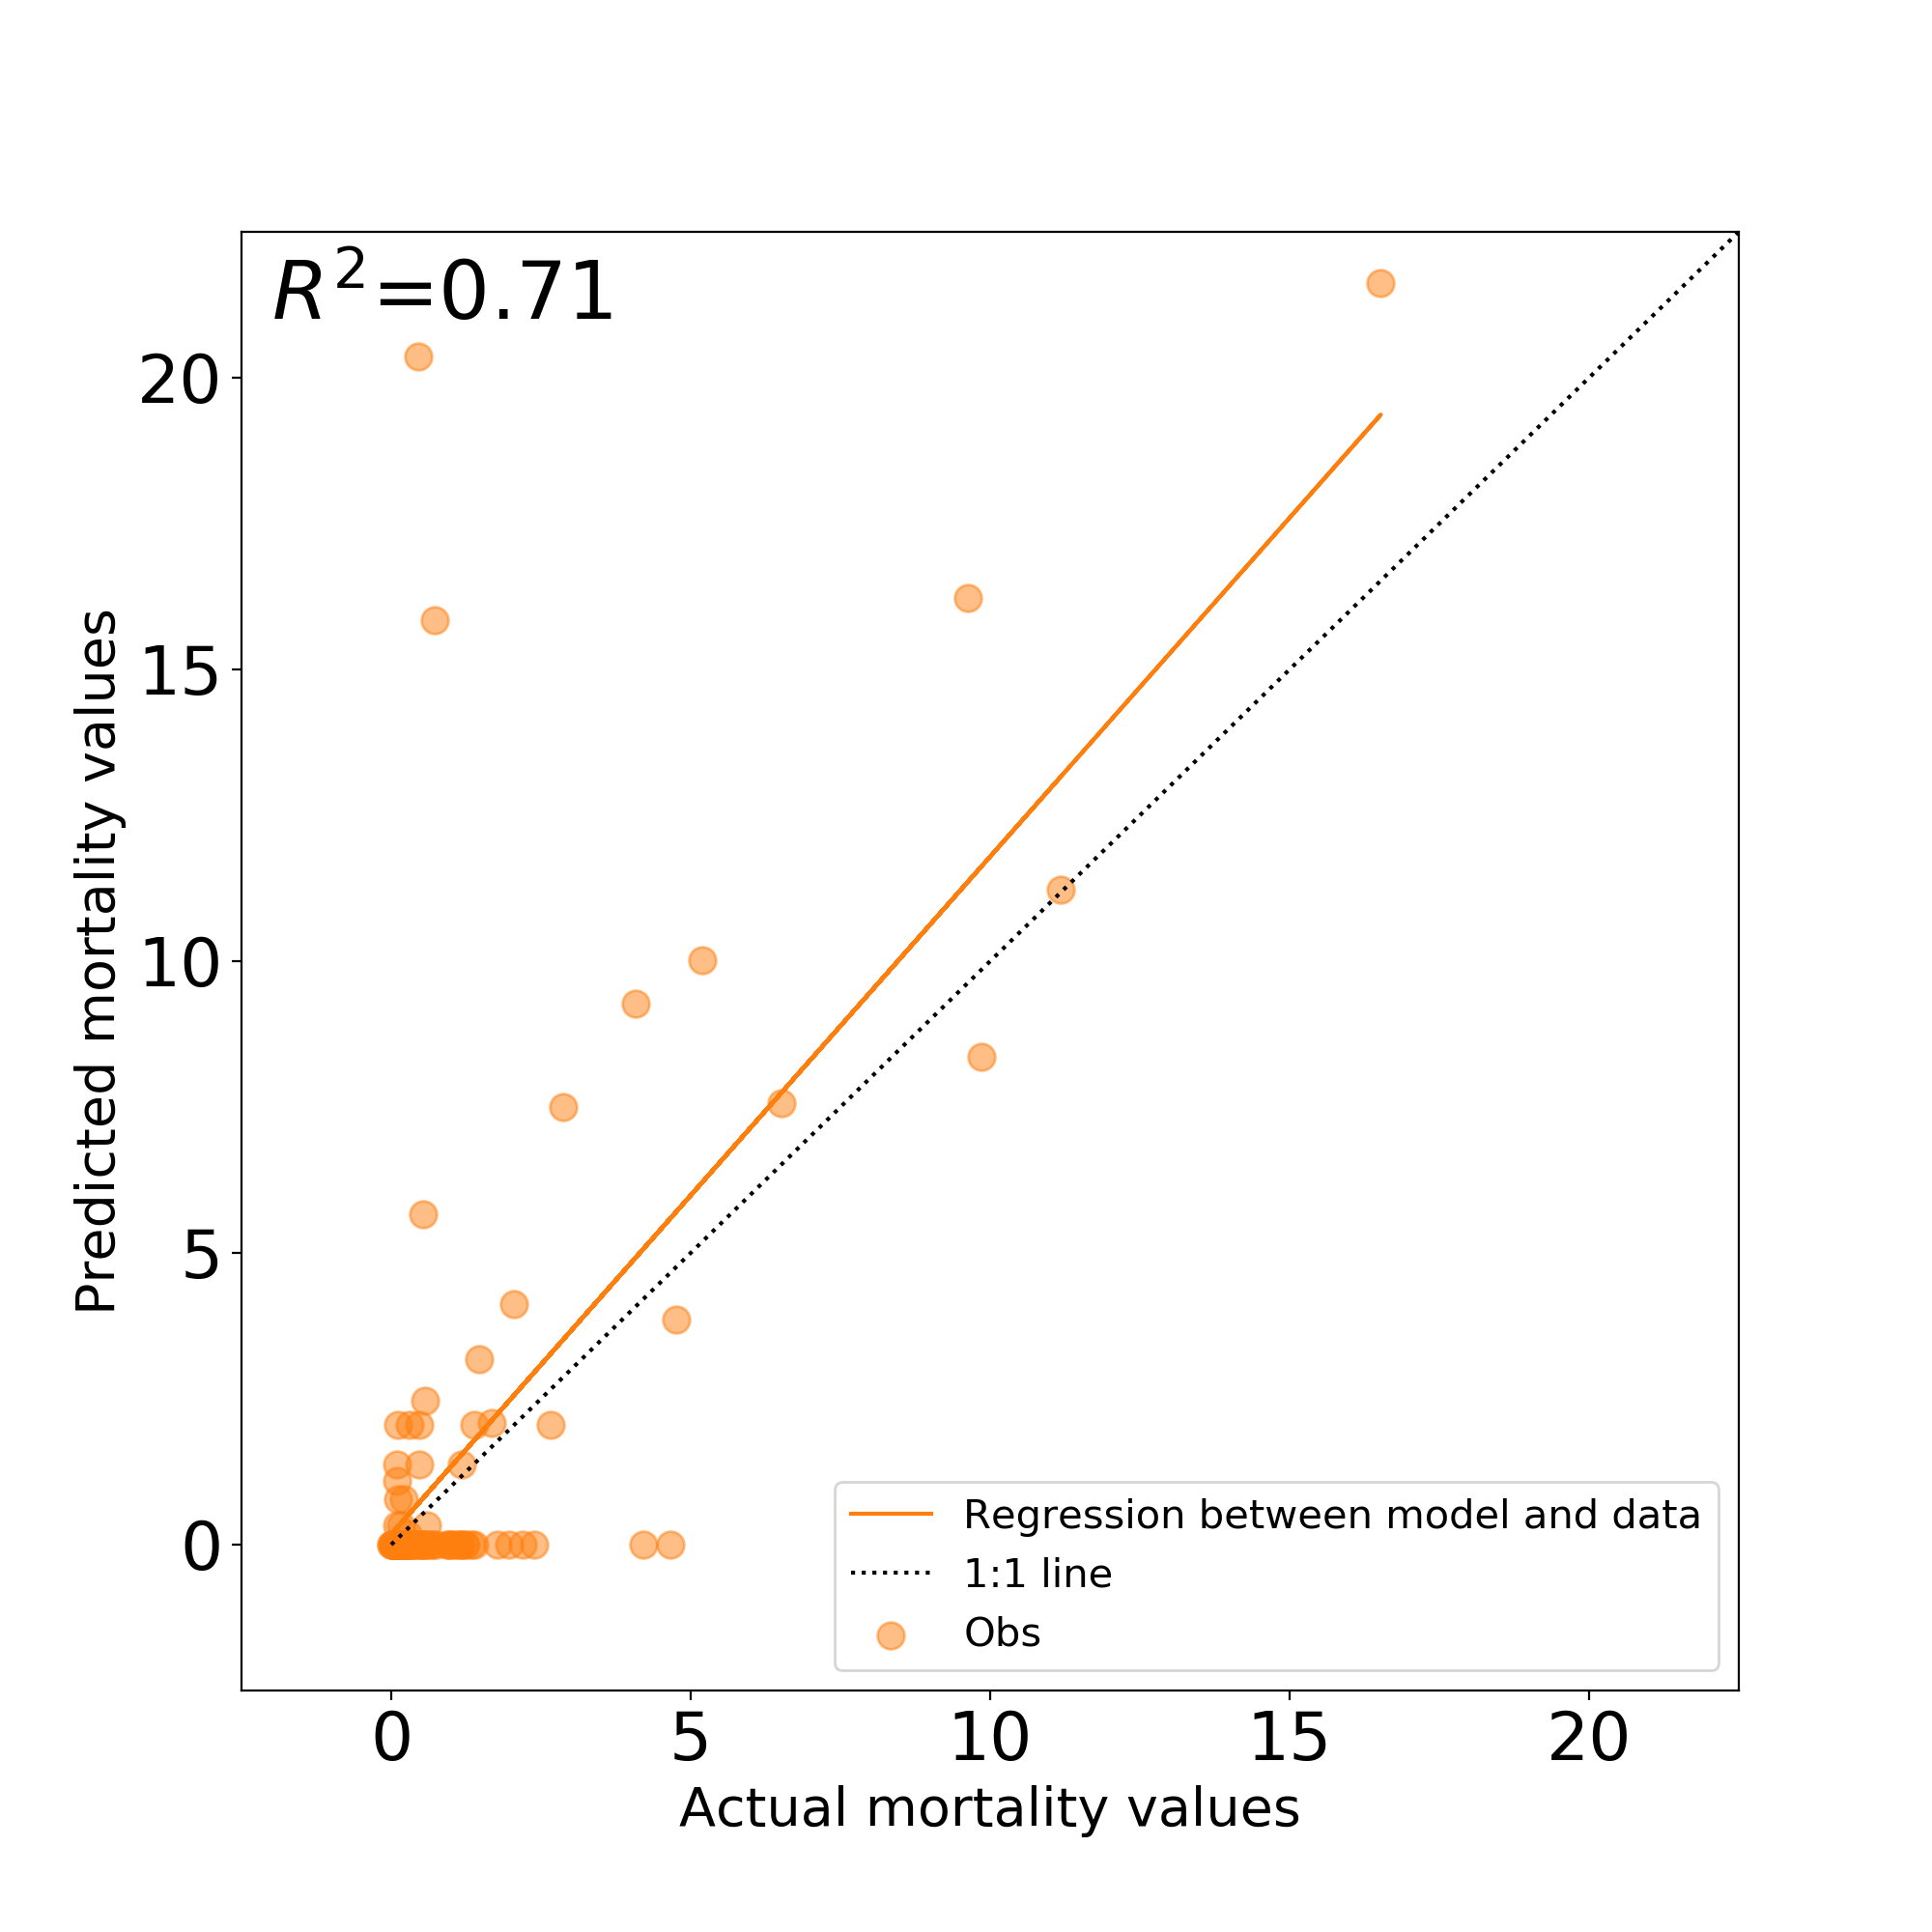 R²=0.71
20
15
10
5
0
Predicted mortality values
Regression between model and data
1:1 line
Obs
0 5 10 15 20
Actual mortality values